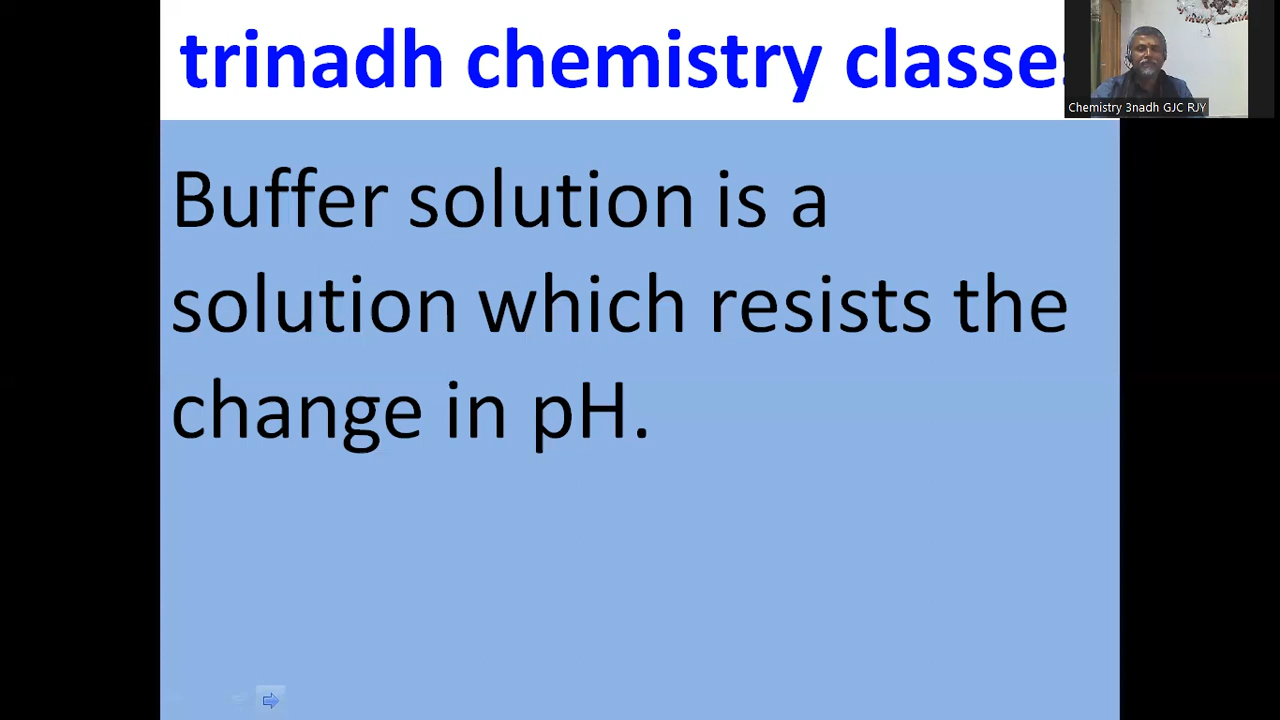 trinadh chemistry classes
Chemistry 3nadh GJC RJY
Buffer solution is a
solution which resists the
change in pH.